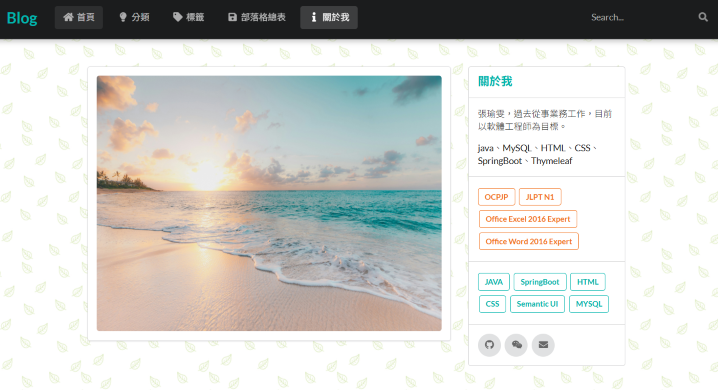 Blog
首頁
分類
標籤
部落格總表
關於我
Search...
關於我
張瑜雯，過去從事業務工作，目前
以軟體工程師為目標。
java、MySQL、HTML、CSS、
SpringBoot、Thymeleaf
OCPJP
JLPT N1
Office Excel 2016 Expert
Office Word 2016 Expert
JAVA
SpringBoot
HTML
CSS
Semantic UI
MYSQL